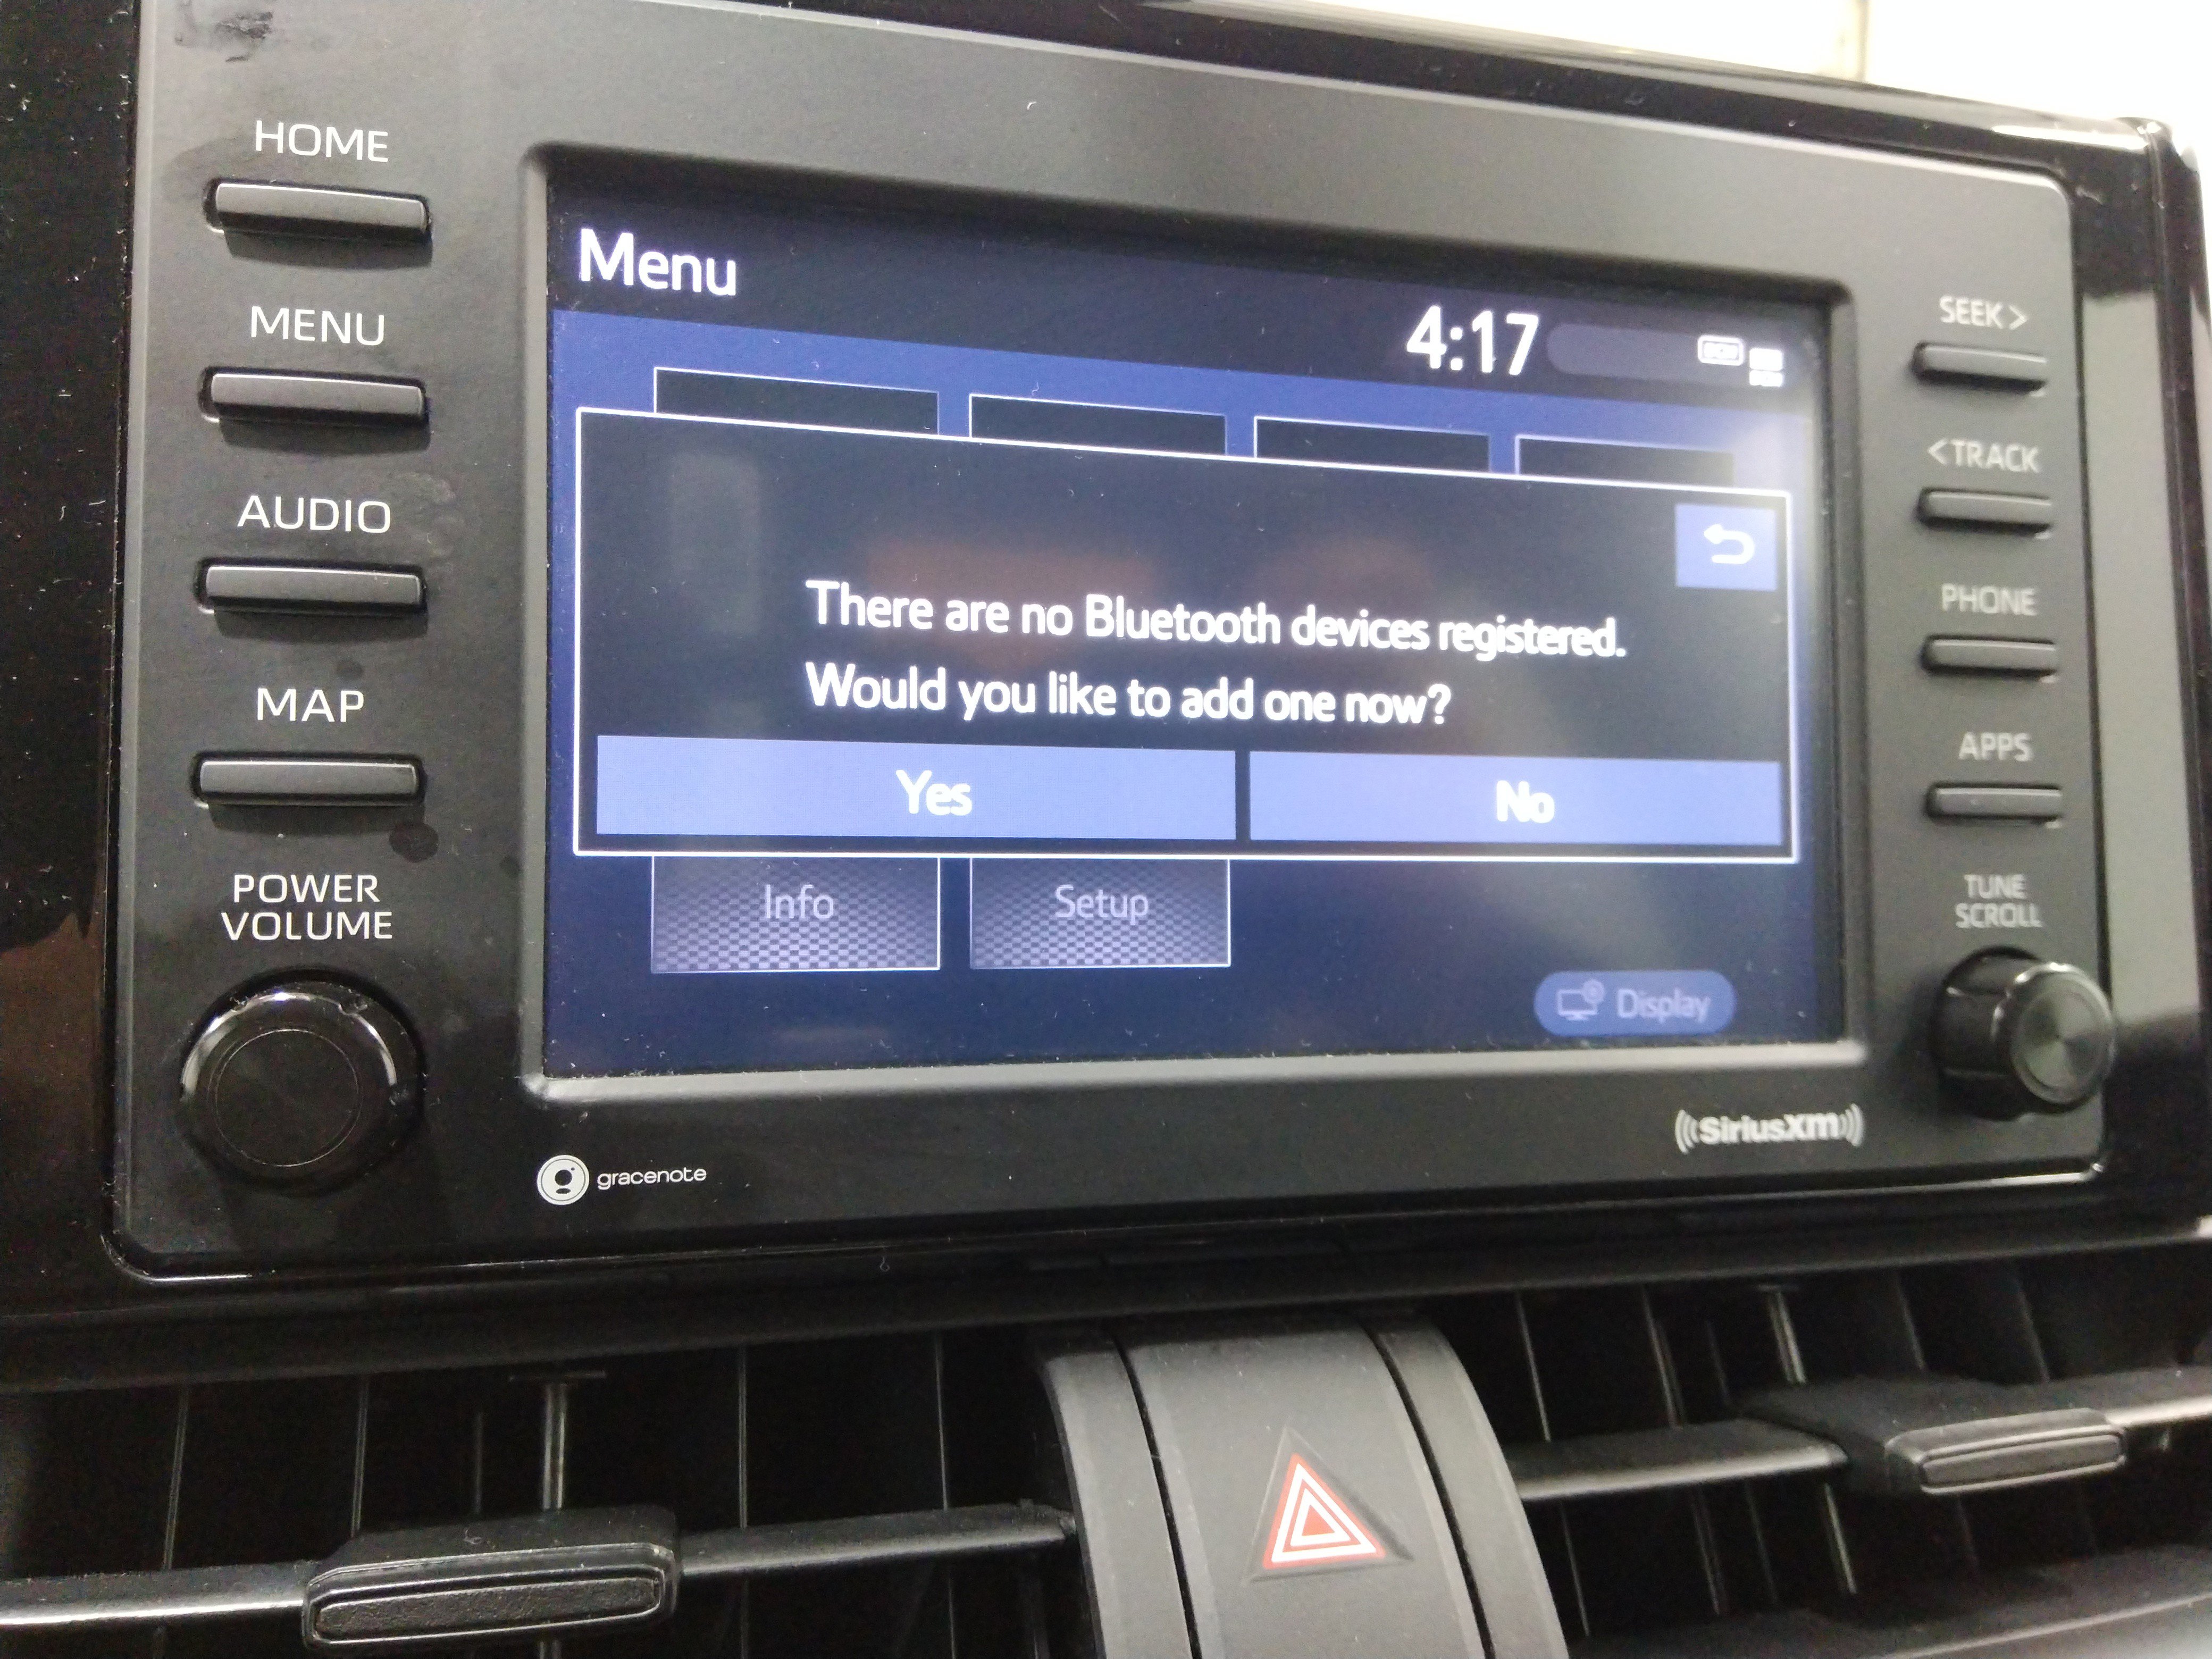 HOME
MENU
AUDIO
MAP
POWER
VOLUME
Menu
4:17
There are no Bluetooth devices registered.
Would you like to add one now?
Yes
No
Info
Setup
Display
SEEK >
< TRACK
PHONE
APPS
TUNE
SCROLL
gracenote
SiriusXm